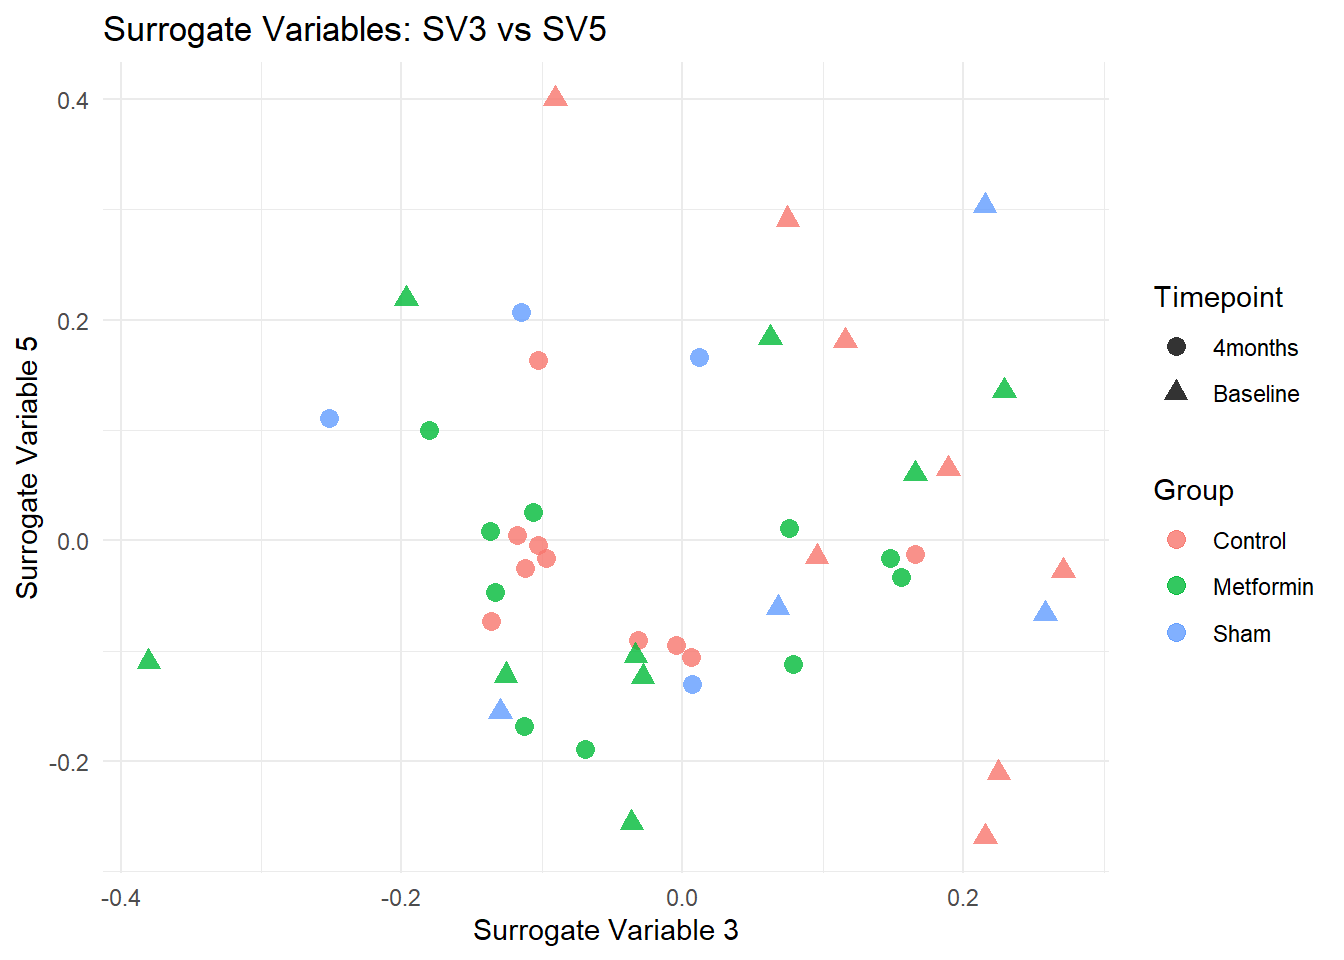 Surrogate Variables: SV3 vs SV5
Surrogate Variable 5
0.4
0.2
0.0
-0.2
-0.4
-0.2
0.0
0.2
Surrogate Variable 3
Timepoint
4months
Baseline
Group
Control
Metformin
Sham